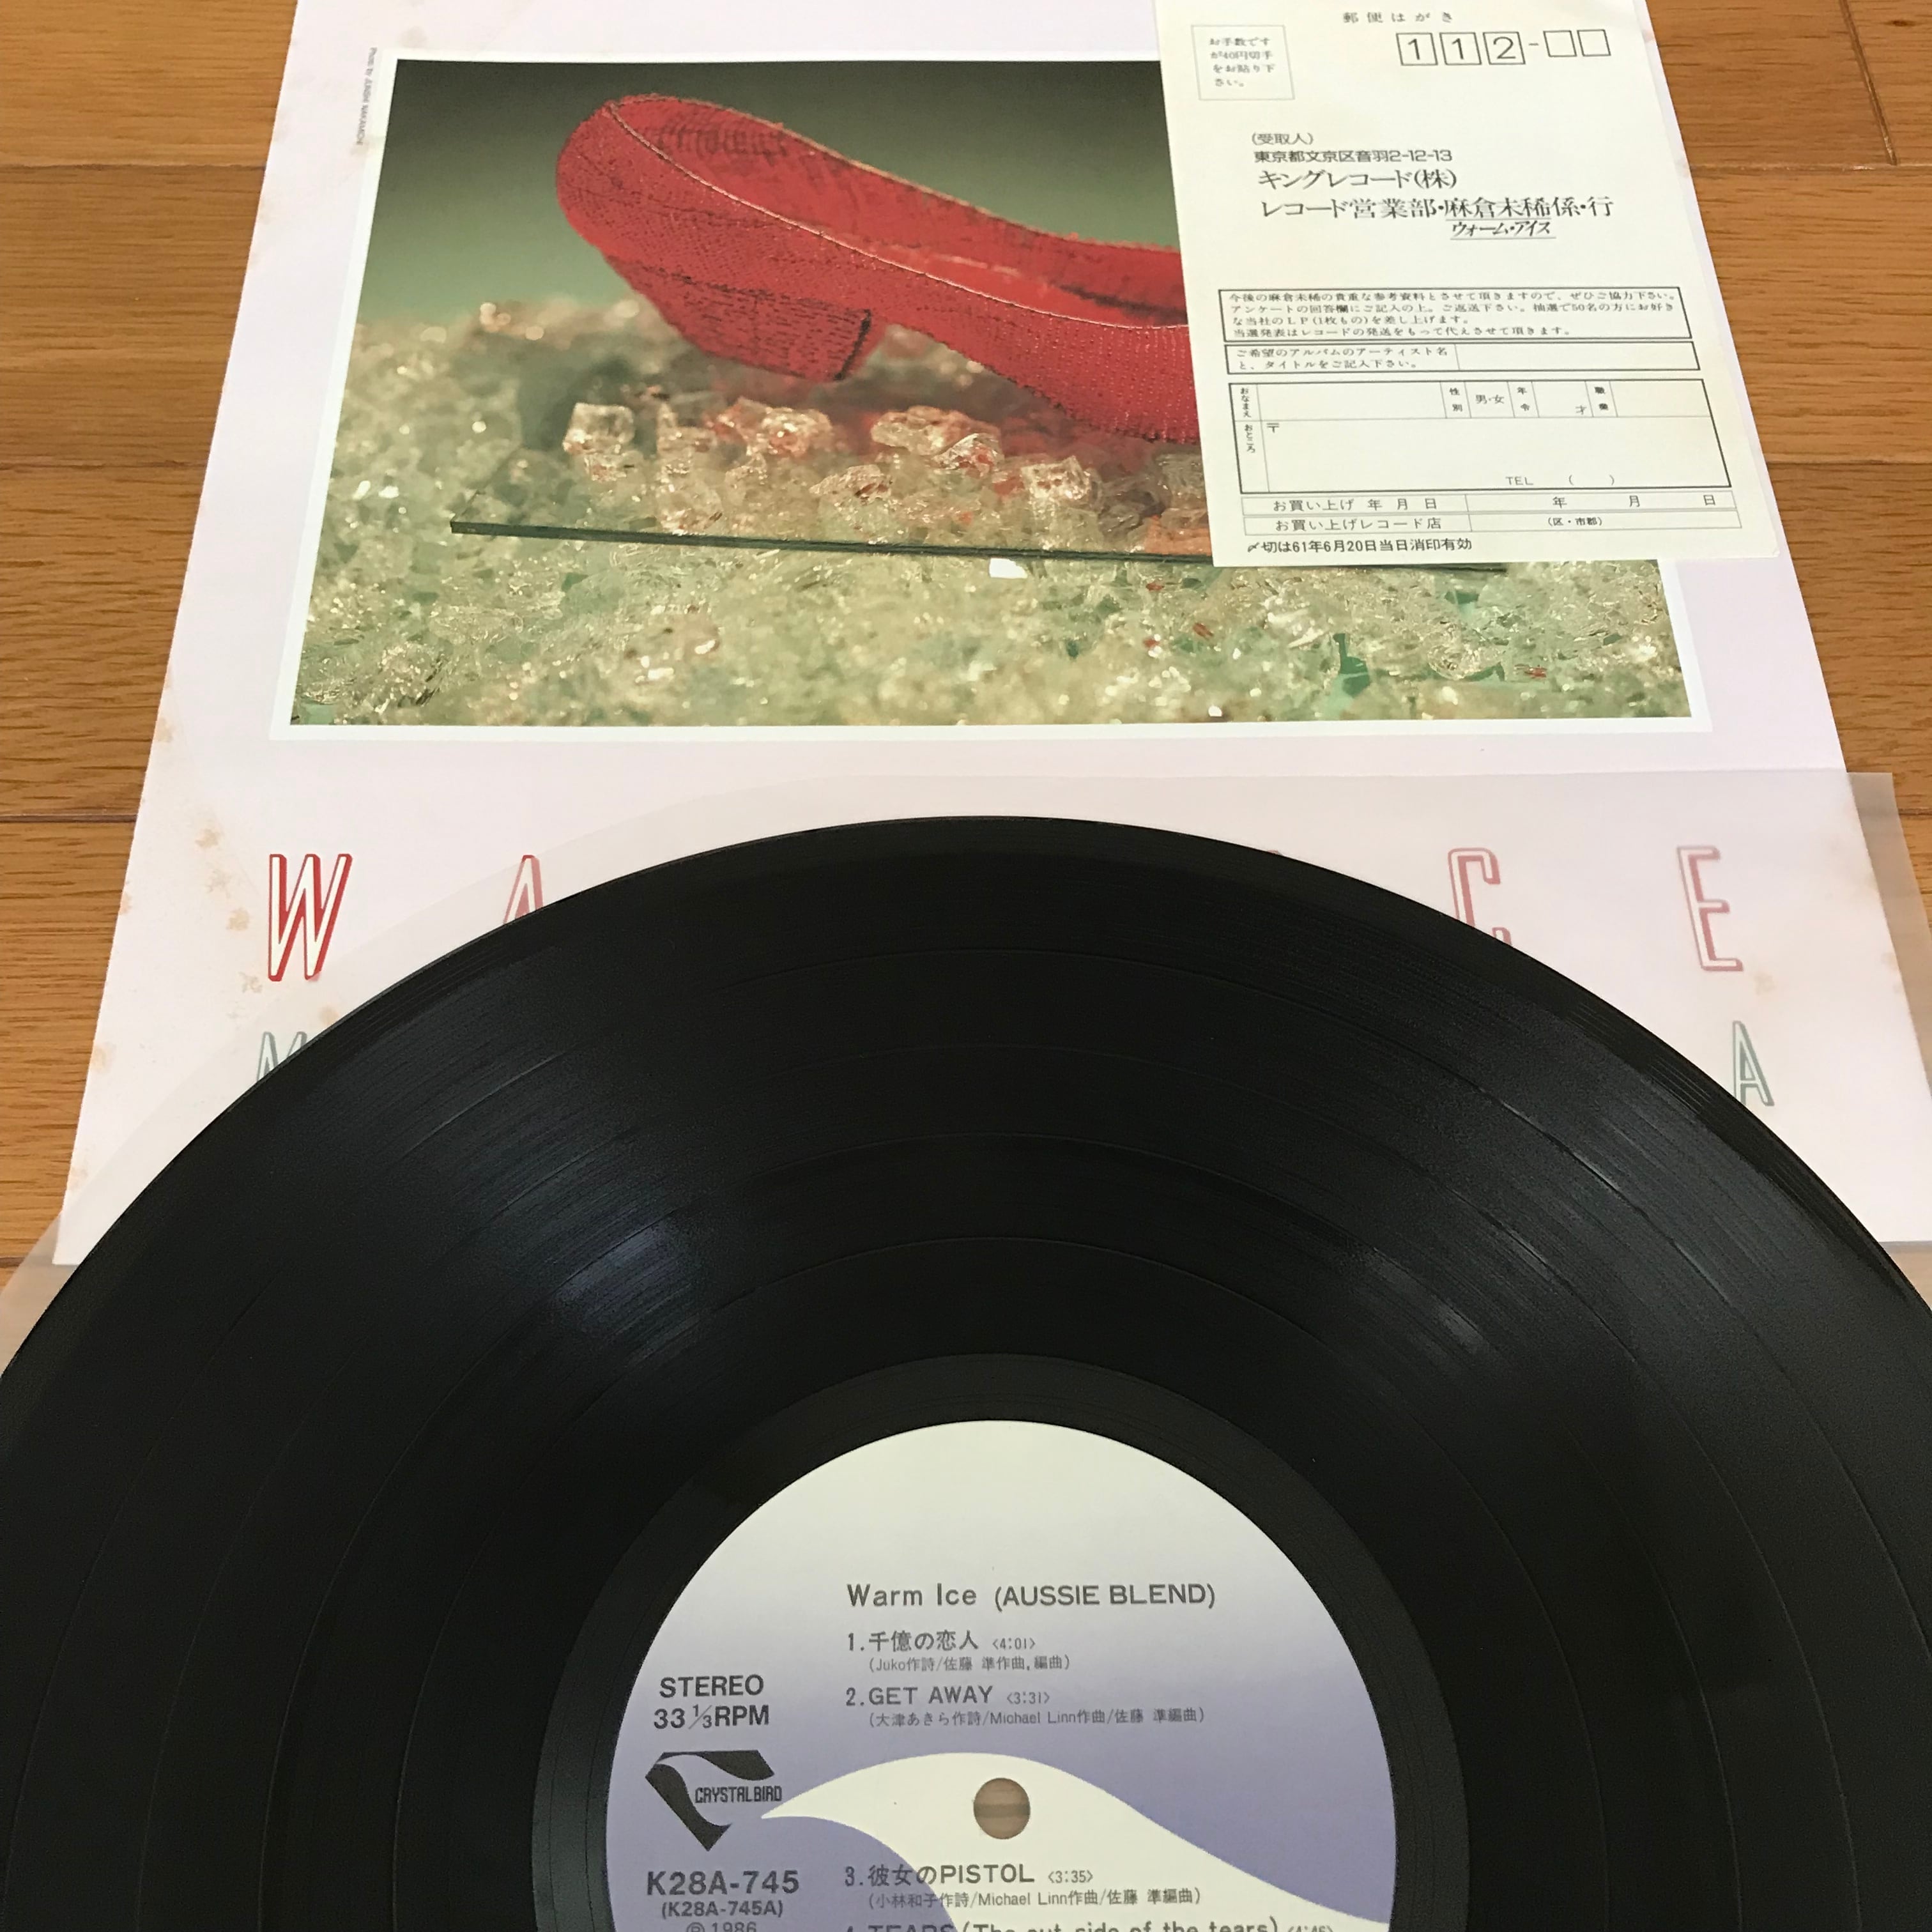 郵便はがき
お手数です
が40円切手
をお貼り下
さい。
112-
(受取人)
東京都文京区音羽2-12-13
キングレコード(株)
レコード営業部・麻倉未稀係・行
ウォーム・アイス
今後の麻倉未稀の貴重な参考資料とさせて頂きますので、ぜひご協力下さい。
アンケートの回答欄にご記入の上、ご返送下さい。抽選で50名の方にお好き
な当社のLP(1枚もの)を差し上げます。
当選発表はレコードの発送をもって代えさせて頂きます。
ご希望のアルバムのアーティスト名
と、タイトルをご記入下さい。
おなまえ 性別 男・女 年令 才 職業
おところ 〒
TEL ( )
お買い上げ 年 月 日 年 月 日
お買い上げレコード店 (区・市郡)
〆切は61年6月20日当日消印有効
W A C E
M A
Warm Ice (AUSSIE BLEND)
1.千億の恋人 <4:01>
(Juko作詩/佐藤 準作曲,編曲)
2.GET AWAY <3:31>
(大津あきら作詩/Michael Linn作曲/佐藤 準編曲)
STEREO
33 1/3RPM
CRYSTAL BIRD
K28A-745
(K28A-745A)
Ⓟ1986
3.彼女のPISTOL <3:35>
(小林和子作詩/Michael Linn作曲/佐藤 準編曲)
4.TEARS(The out side of the tears) <4:46>